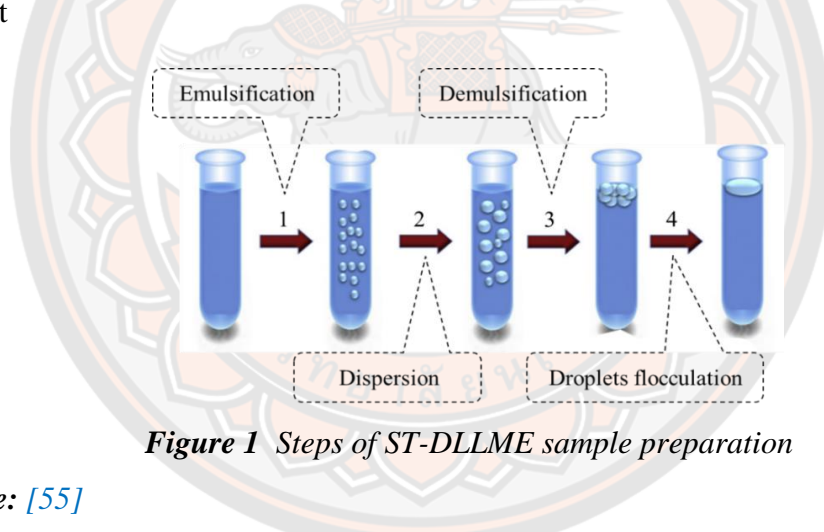 t
Emulsification
Demulsification
1
2
3
4
Dispersion
Droplets flocculation
Figure 1 Steps of ST-DLLME sample preparation
e: [55]